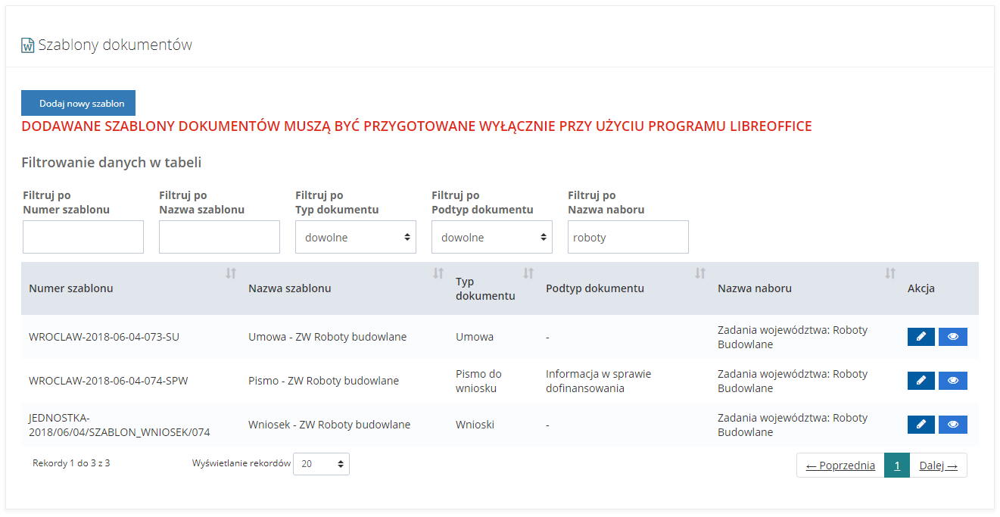 Szablony dokumentów
Dodaj nowy szablon
DODAWANE SZABLONY DOKUMENTÓW MUSZĄ BYĆ PRZYGOTOWANE WYŁĄCZNIE PRZY UŻYCIU PROGRAMU LIBREOFFICE
Filtrowanie danych w tabeli
Filtruj po
Numer szablonu
Filtruj po
Nazwa szablonu
Filtruj po
Typ dokumentu
dowolne
Filtruj po
Podtyp dokumentu
dowolne
Filtruj po
Nazwa naboru
roboty
Numer szablonu
Nazwa szablonu
Typ
dokumentu
Podtyp dokumentu
Nazwa naboru
Akcja
WROCLAW-2018-06-04-073-SU
Umowa - ZW Roboty budowlane
Umowa
-
Zadania województwa: Roboty
Budowlane
WROCLAW-2018-06-04-074-SPW
Pismo - ZW Roboty budowlane
Pismo do
wniosku
Informacja w sprawie
dofinansowania
Zadania województwa: Roboty
Budowlane
JEDNOSTKA-
2018/06/04/SZABLON_WNIOSEK/074
Wniosek - ZW Roboty budowlane
Wnioski
-
Zadania województwa: Roboty
Budowlane
Rekordy 1 do 3 z 3
Wyświetlanie rekordów 20
← Poprzednia 1 Dalej →